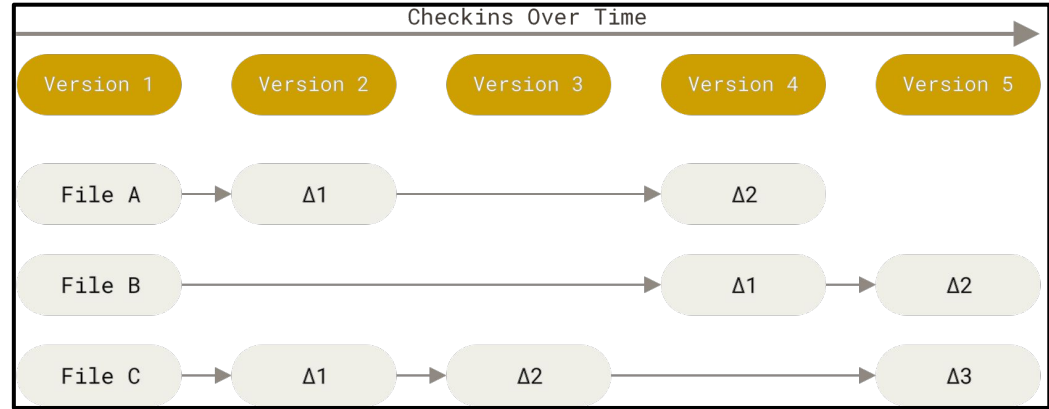 Checkins Over Time
Version 1 Version 2 Version 3 Version 4 Version 5
File A Δ1 Δ2
File B Δ1 Δ2
File C Δ1 Δ2 Δ3